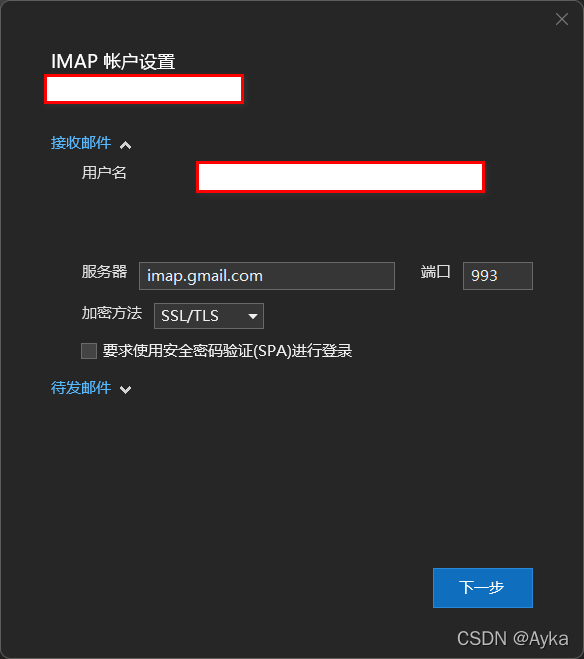 IMAP 帐户设置
接收邮件
用户名
服务器 imap.gmail.com 端口 993
加密方法 SSL/TLS
要求使用安全密码验证(SPA)进行登录
待发邮件
下一步
CSDN @Ayka